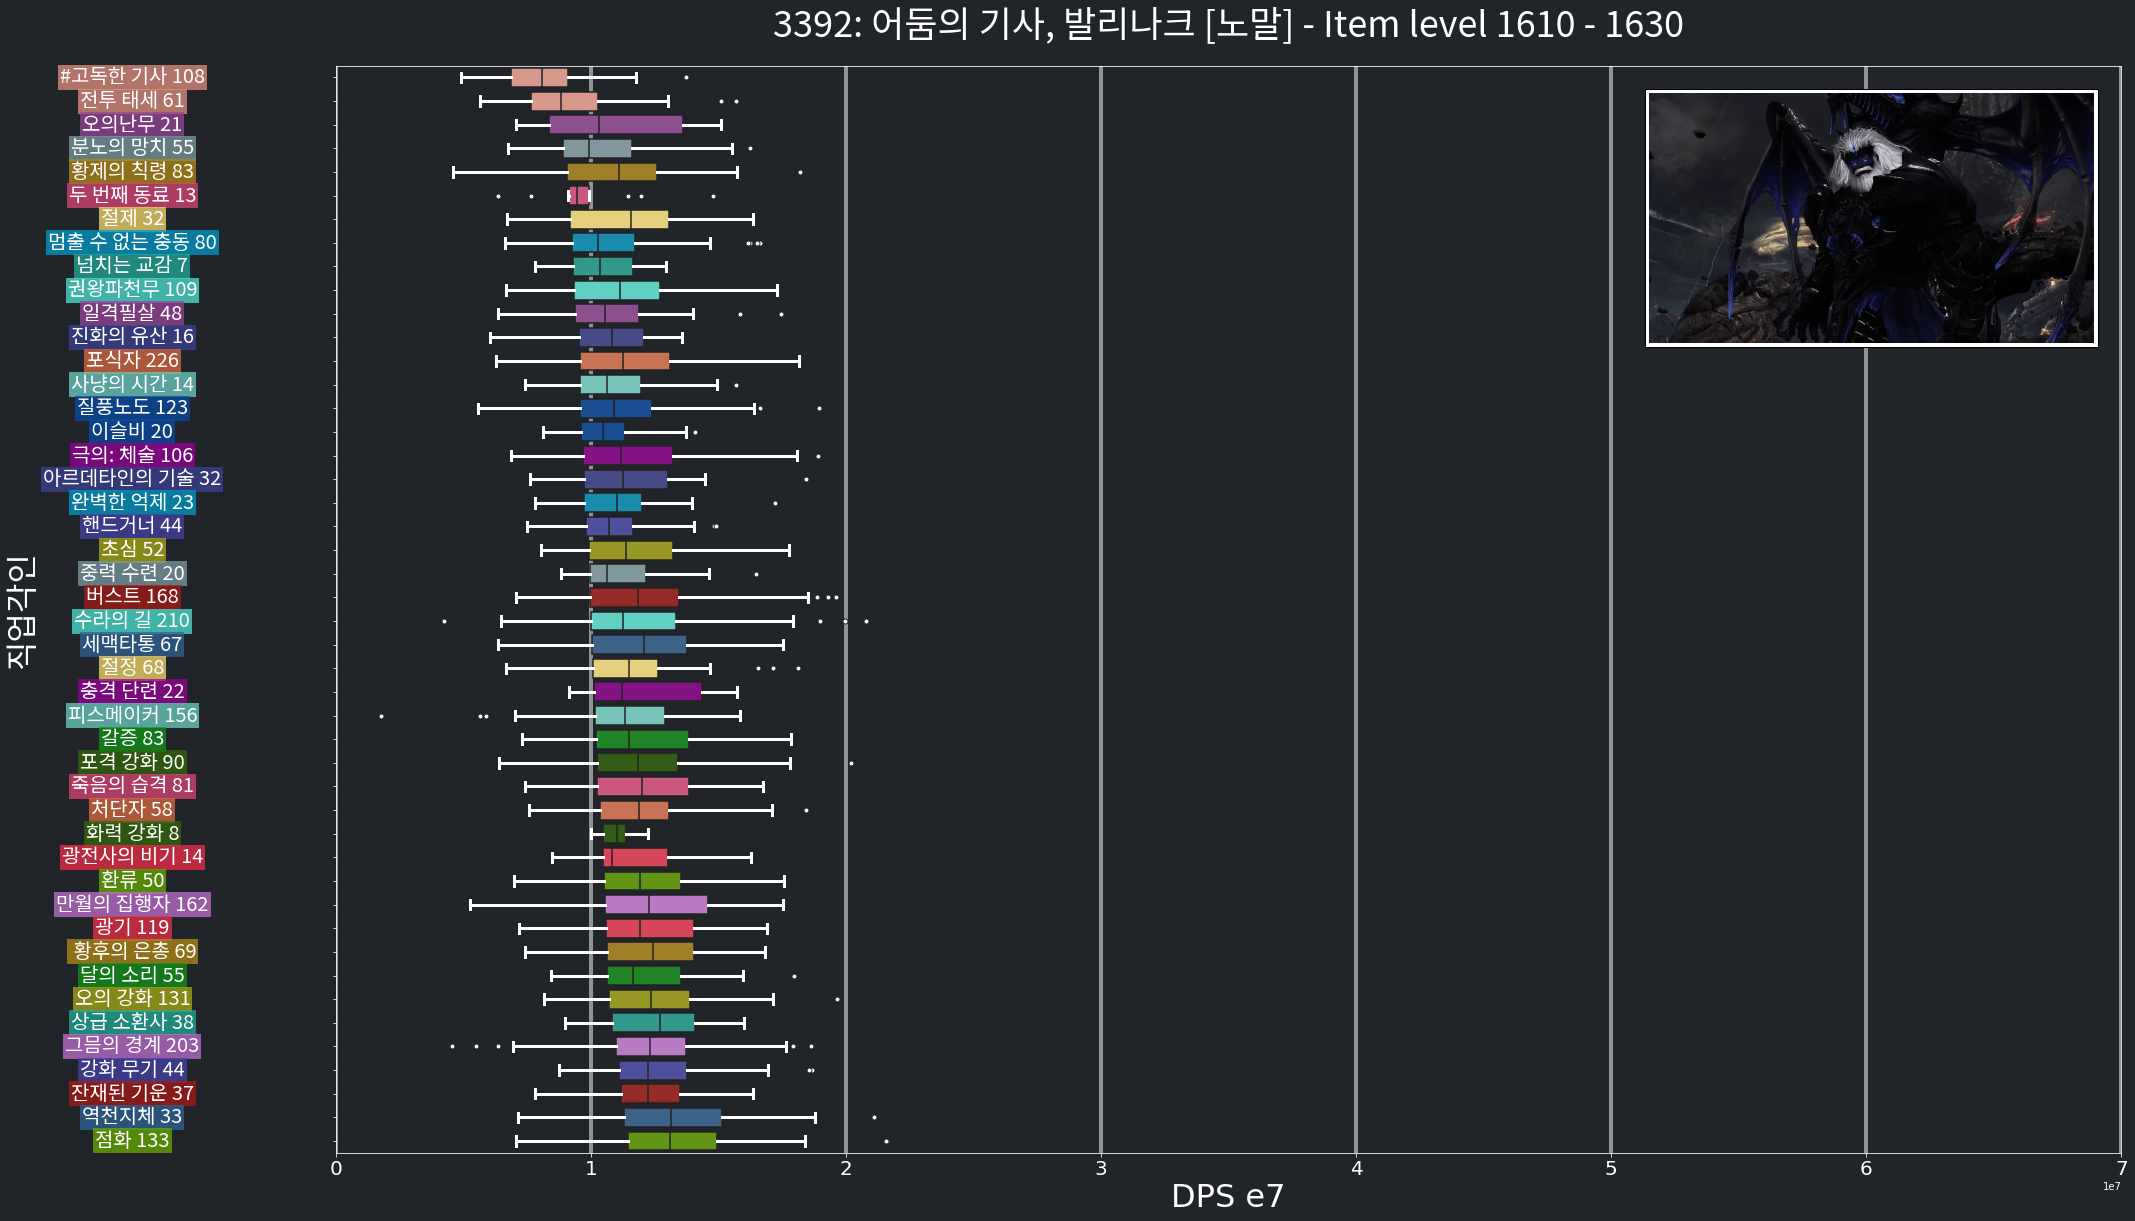 3392: 어둠의 기사, 발리나크 [노말] - Item level 1610 - 1630
#고독한 기사 108
전투 태세 61
오의난무 21
분노의 망치 55
황제의 칙령 83
두 번째 동료 13
절제 32
멈출 수 없는 충동 80
넘치는 교감 7
권왕파천무 109
일격필살 48
진화의 유산 16
포식자 226
사냥의 시간 14
질풍노도 123
이슬비 20
극의: 체술 106
아르데타인의 기술 32
완벽한 억제 23
핸드거너 44
초심 52
중력 수련 20
버스트 168
수라의 길 210
세맥타통 67
절정 68
충격 단련 22
피스메이커 156
갈증 83
포격 강화 90
죽음의 습격 81
처단자 58
화력 강화 8
광전사의 비기 14
환류 50
만월의 집행자 162
광기 119
황후의 은총 69
달의 소리 55
오의 강화 131
상급 소환사 38
그믐의 경계 203
강화 무기 44
잔재된 기운 37
역천지체 33
점화 133
직업각인
0 1 2 3 4 5 6 7
1e7
DPS e7